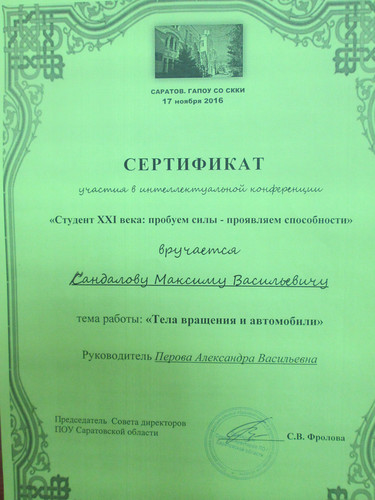 САРАТОВ. ГАПОУ СО СККИ
17 ноября 2016
СЕРТИФИКАТ
участия в интеллектуальной конференции
«Студент XXI века: пробуем силы - проявляем способности»
вручается
Сандалову Максиму Васильевичу
тема работы: «Тела вращения и автомобили»
Руководитель Перова Александра Васильевна
Председатель Совета директоров
ПОУ Саратовской области
С.В. Фролова